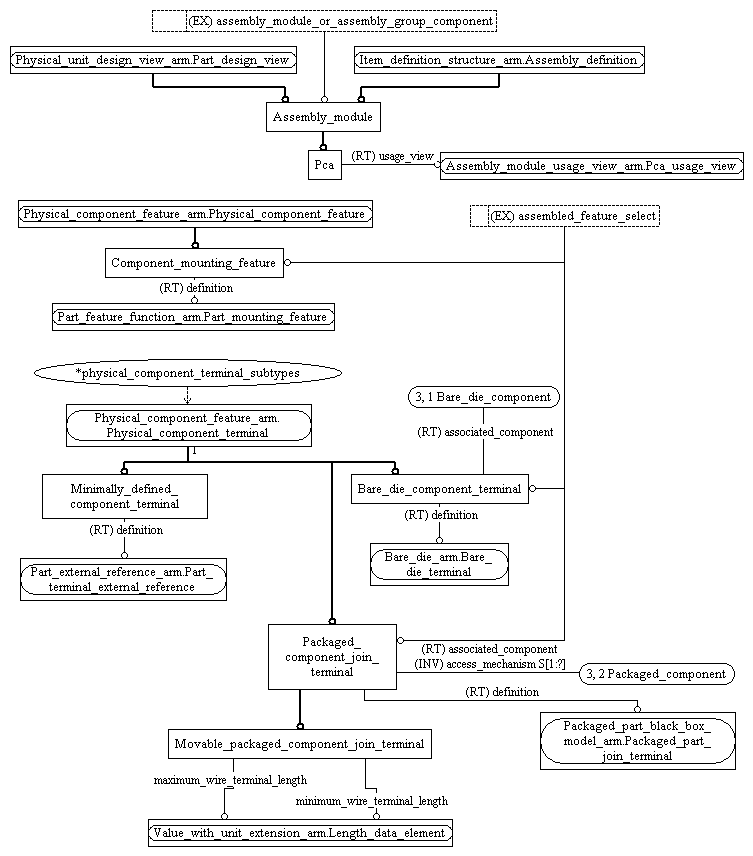 (EX) assembly_module_or_assembly_group_component
Physical_unit_design_view_arm.Part_design_view
Item_definition_structure_arm.Assembly_definition
Assembly_module
Pca
(RT) usage_view
Assembly_module_usage_view_arm.Pca_usage_view
Physical_component_feature_arm.Physical_component_feature
(EX) assembled_feature_select
Component_mounting_feature
(RT) definition
Part_feature_function_arm.Part_mounting_feature
*physical_component_terminal_subtypes
3, 1 Bare_die_component
Physical_component_feature_arm.
Physical_component_terminal
(RT) associated_component
1
Minimally_defined_
component_terminal
Bare_die_component_terminal
(RT) definition
(RT) definition
Part_external_reference_arm.Part_
terminal_external_reference
Bare_die_arm.Bare_
die_terminal
Packaged_
component_join_
terminal
(RT) associated_component
(INV) access_mechanism S[1:?]
3, 2 Packaged_component
(RT) definition
Packaged_part_black_box_
model_arm.Packaged_part_
join_terminal
Movable_packaged_component_join_terminal
maximum_wire_terminal_length
minimum_wire_terminal_length
Value_with_unit_extension_arm.Length_data_element